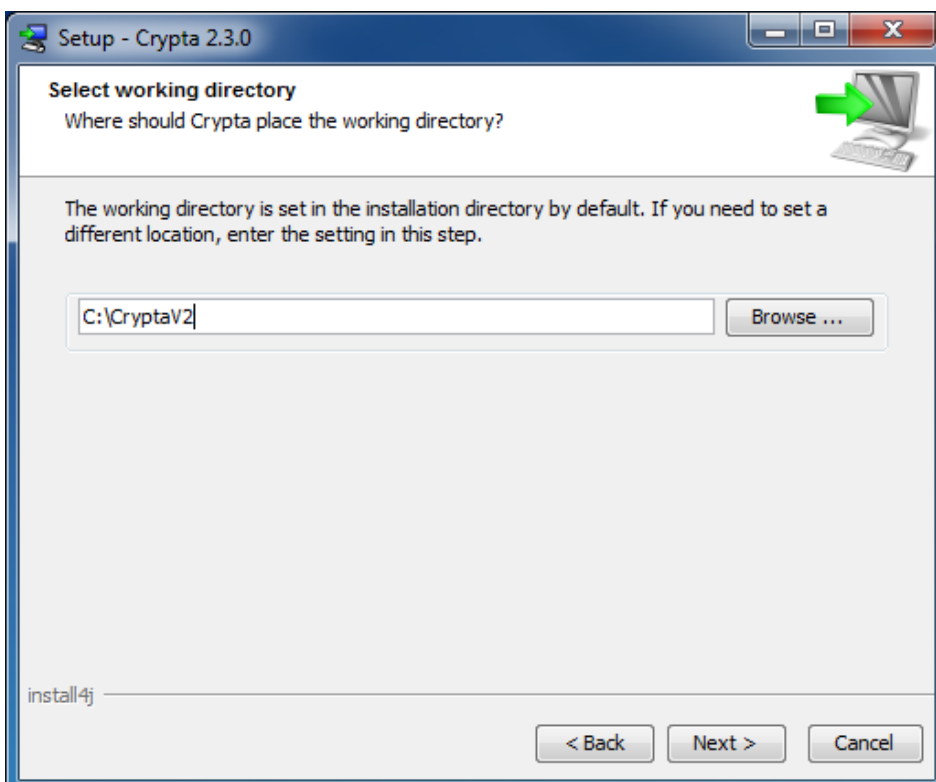 Setup - Crypta 2.3.0
Select working directory
Where should Crypta place the working directory?
The working directory is set in the installation directory by default. If you need to set a
different location, enter the setting in this step.
C:\CryptaV2
Browse ...
install4j
< Back
Next >
Cancel